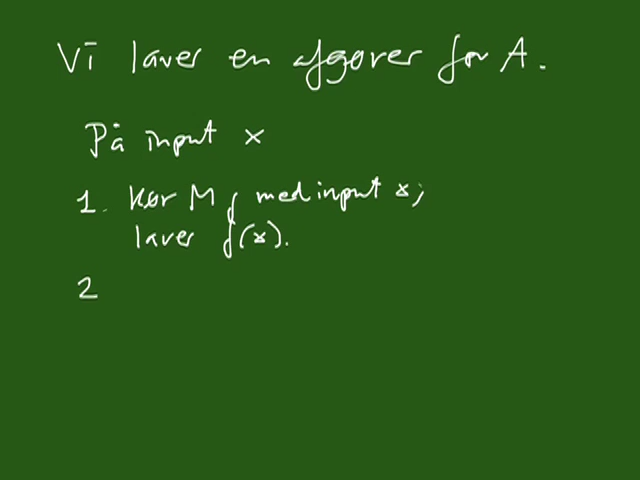 Vi laver en afgører for A.
På input x
1. Kør M_f med input x;
laver f(x).
2